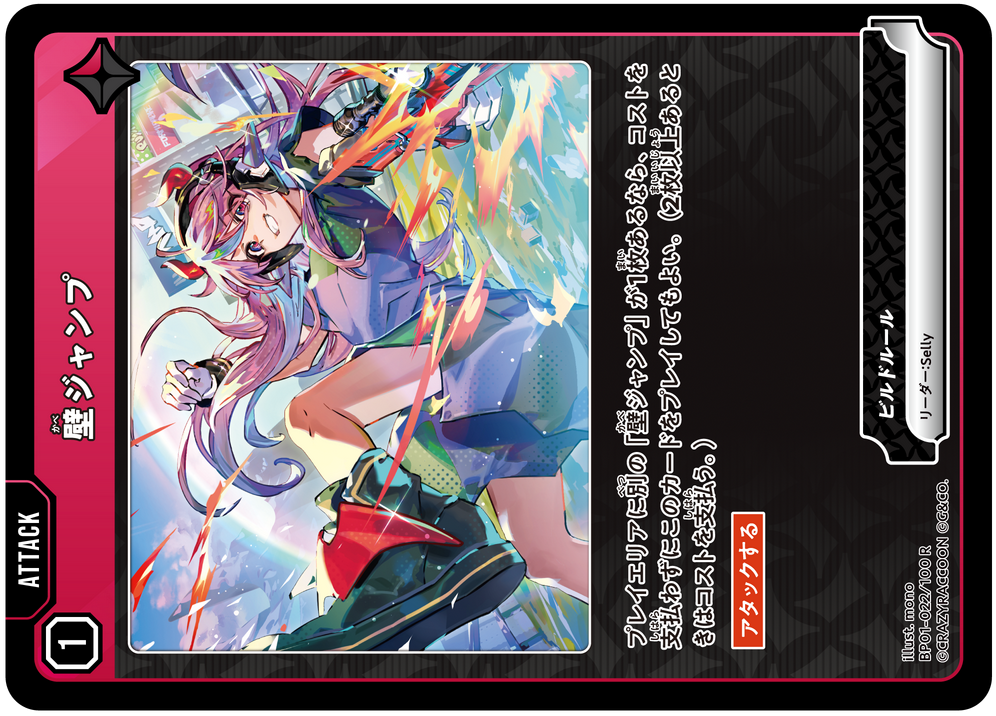 1
ATTACK
壁ジャンプ
かべ
プレイエリアに別の「壁ジャンプ」が1枚あるなら、コストを
支払わずにこのカードをプレイしてもよい。(2枚以上あると
きはコストを支払う。)
アタックする
ビルドルール
リーダー:Selly
illust. mono
BP01-022/100 R
©CRAZYRACCOON ©C&CO.